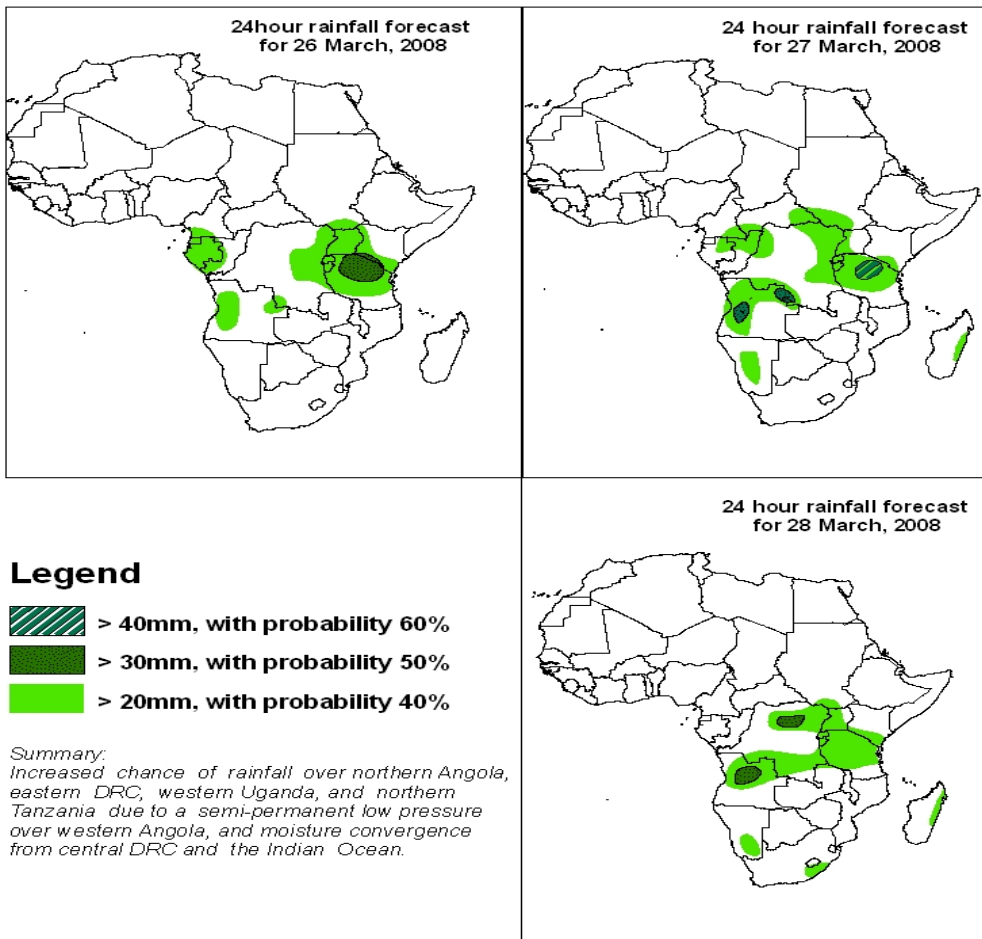 24hour rainfall forecast
for 26 March, 2008
24 hour rainfall forecast
for 27 March, 2008
24 hour rainfall forecast
for 28 March, 2008
Legend
> 40mm, with probability 60%
> 30mm, with probability 50%
> 20mm, with probability 40%
Summary:
Increased chance of rainfall over northern Angola,
eastern DRC, western Uganda, and northern
Tanzania due to a semi-permanent low pressure
over western Angola, and moisture convergence
from central DRC and the Indian Ocean.